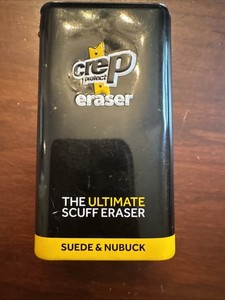 crep
protect
eraser
THE ULTIMATE
SCUFF ERASER
SUEDE & NUBUCK